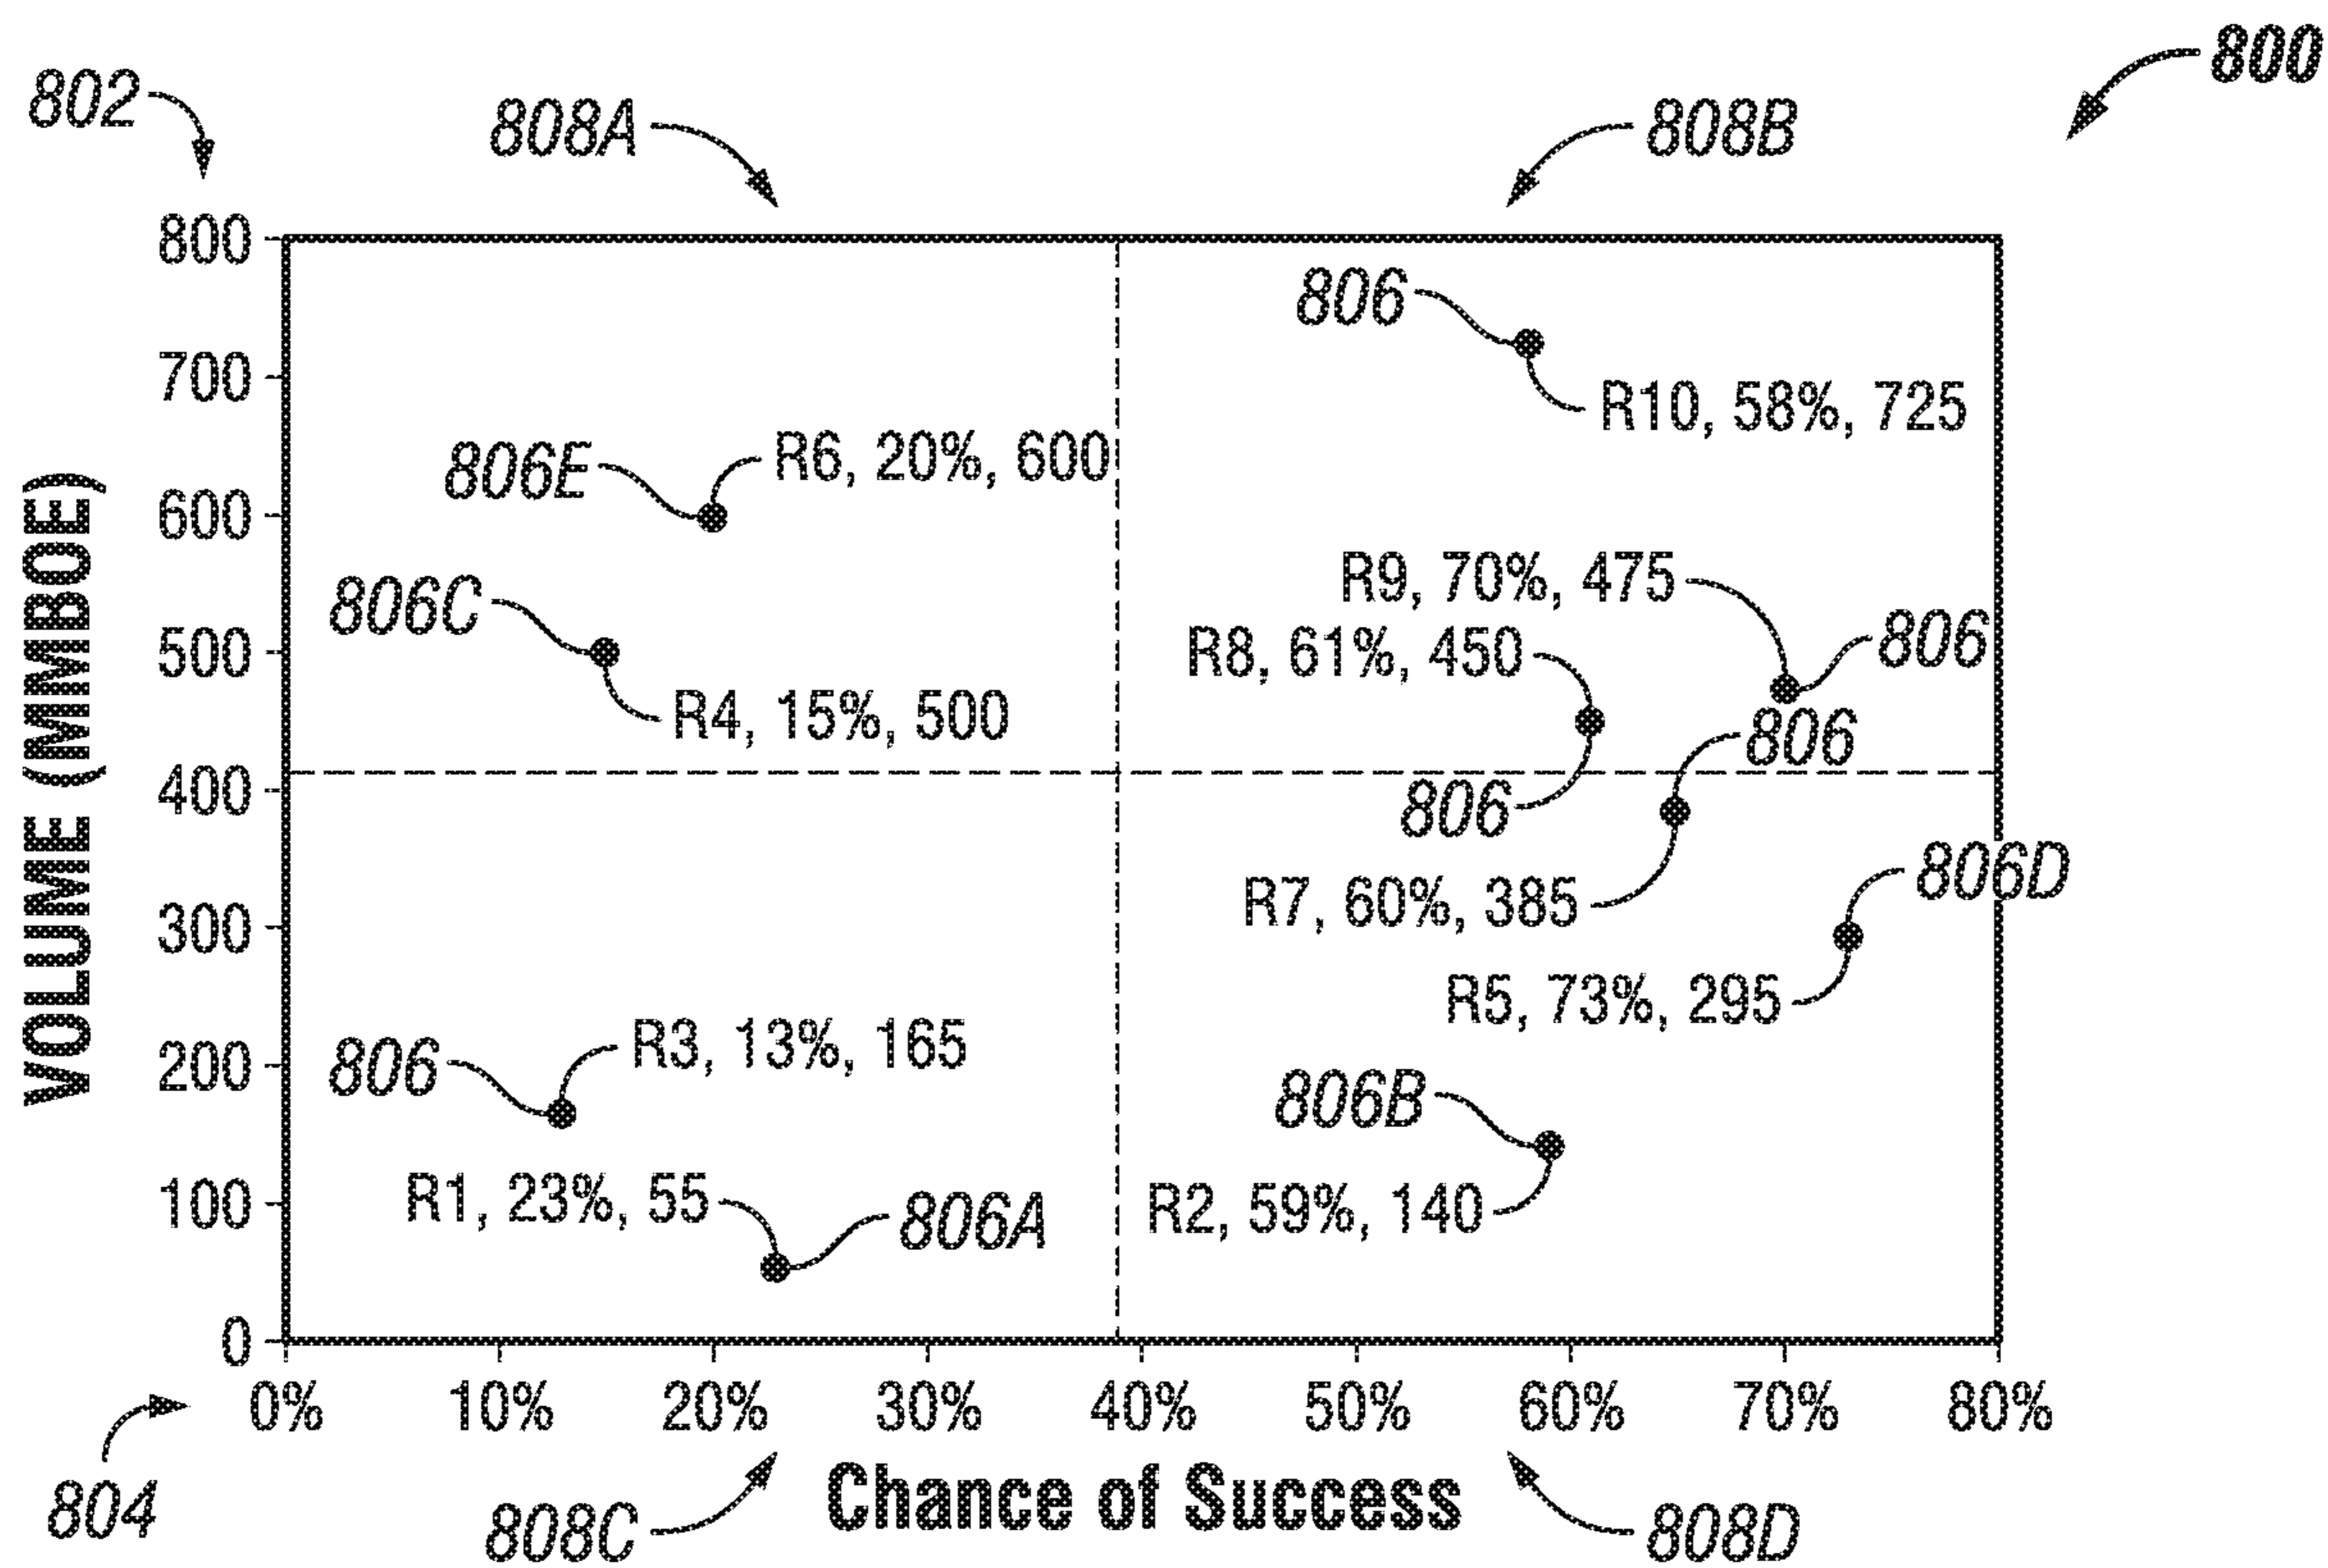 800
802
808A
808B
800
806
700
R10, 58%, 725
806E
R6, 20%, 600
600
R9, 70%, 475
806C
806
500
R8, 61%, 450
R4, 15%, 500
806
400
806
806D
R7, 60%, 385
300
R5, 73%, 295
R3, 13%, 165
806
200
806B
R1, 23%, 55
806A
100
R2, 59%, 140
0
VOLUME (MMBOE)
0% 10% 20% 30% 40% 50% 60% 70% 80%
Chance of Success
804
808C
808D